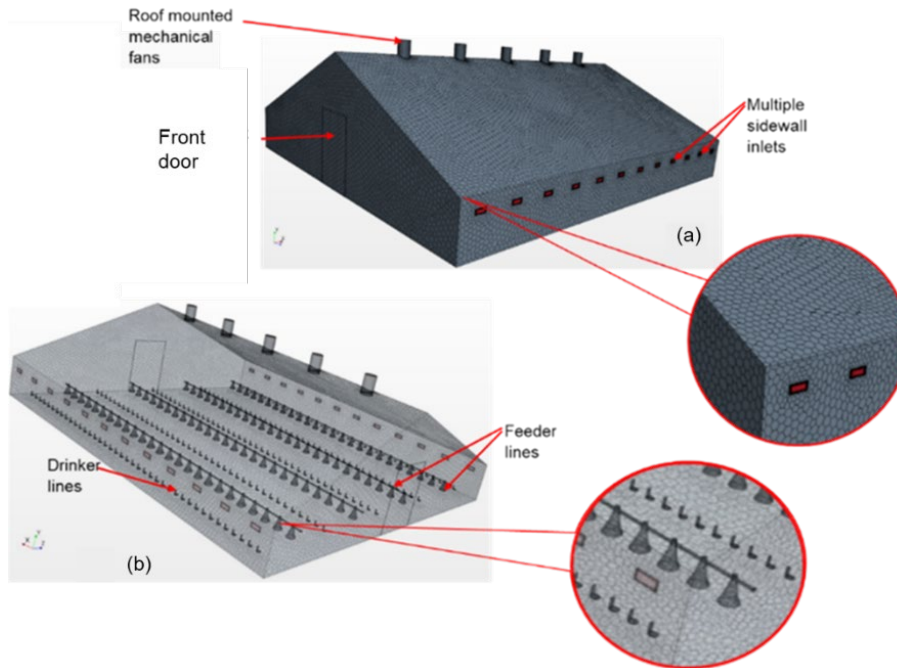 Roof mounted
mechanical
fans
Front
door
Multiple
sidewall
inlets
(a)
Feeder
lines
Drinker
lines
(b)